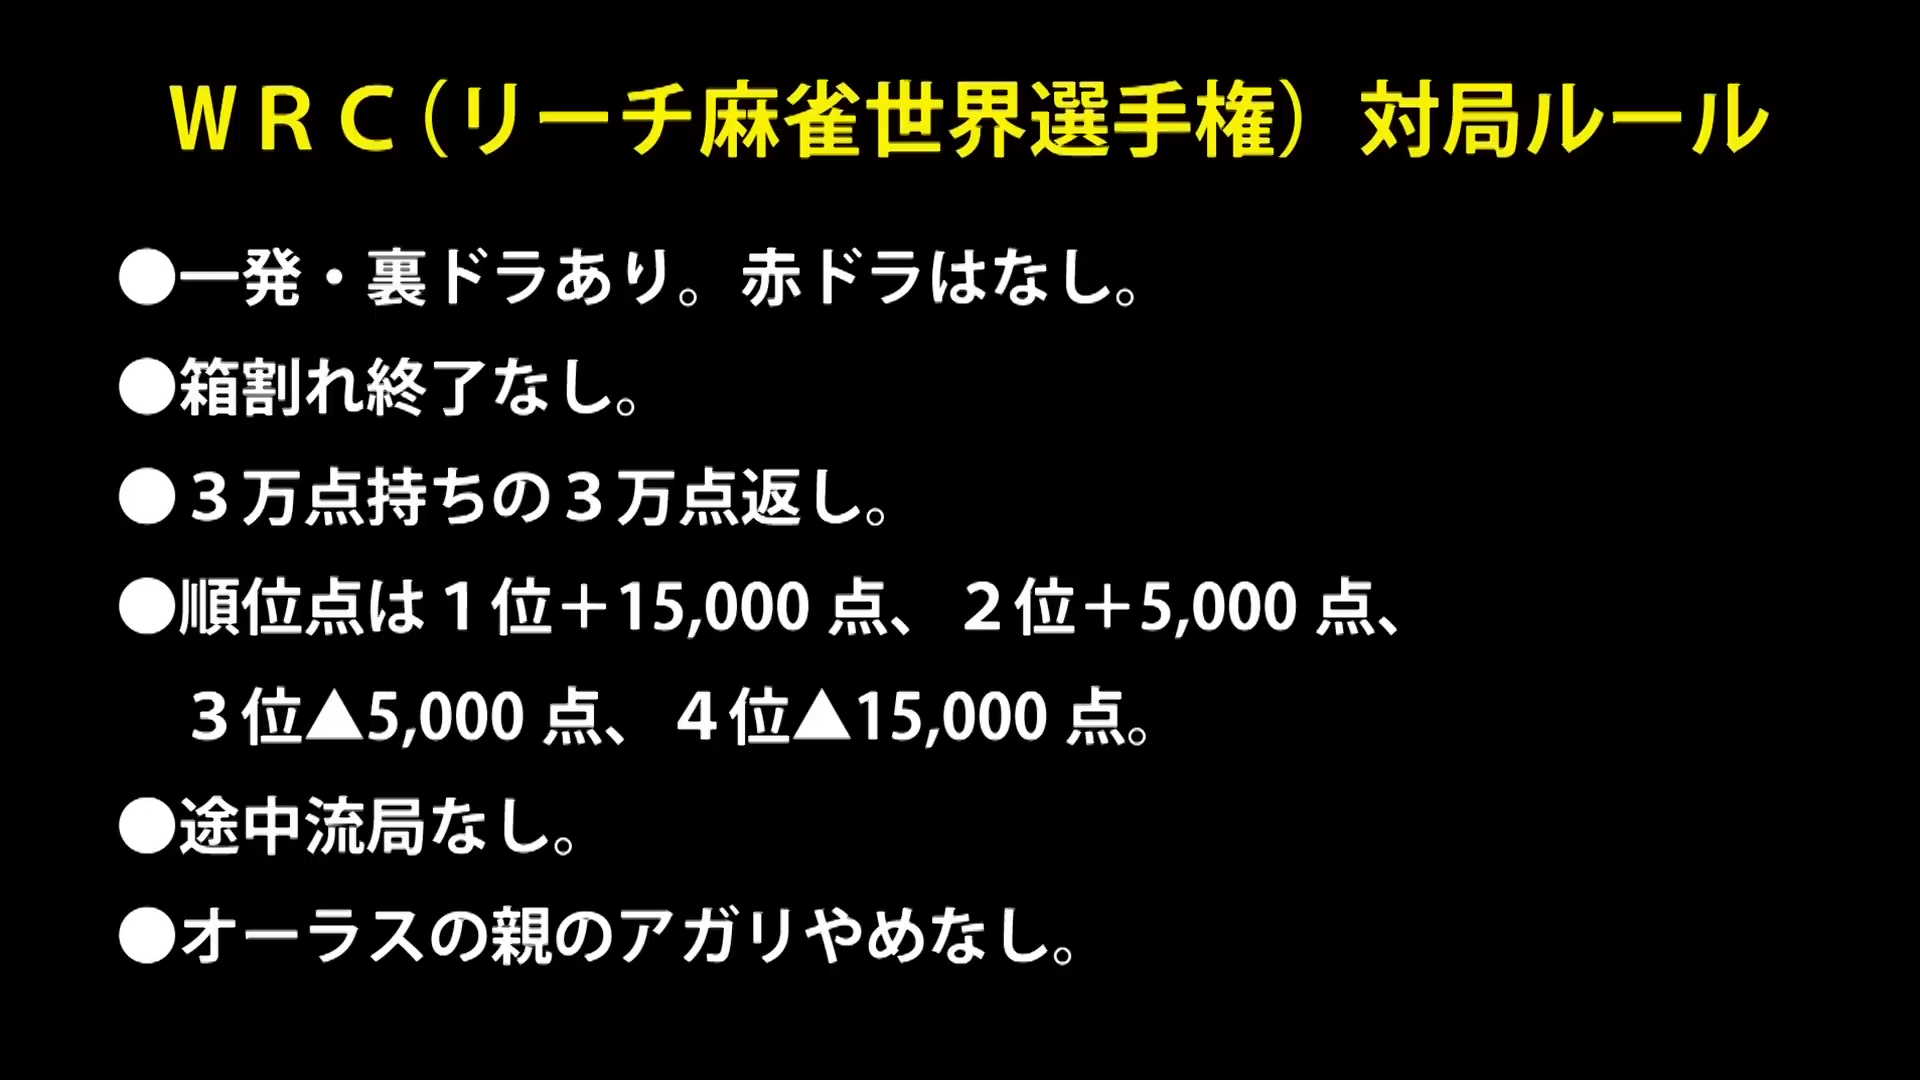 ＷＲＣ（リーチ麻雀世界選手権）対局ルール
●一発・裏ドラあり。赤ドラはなし。
●箱割れ終了なし。
●３万点持ちの３万点返し。
●順位点は１位＋15,000 点、２位＋5,000 点、
３位▲5,000 点、４位▲15,000 点。
●途中流局なし。
●オーラスの親のアガリやめなし。